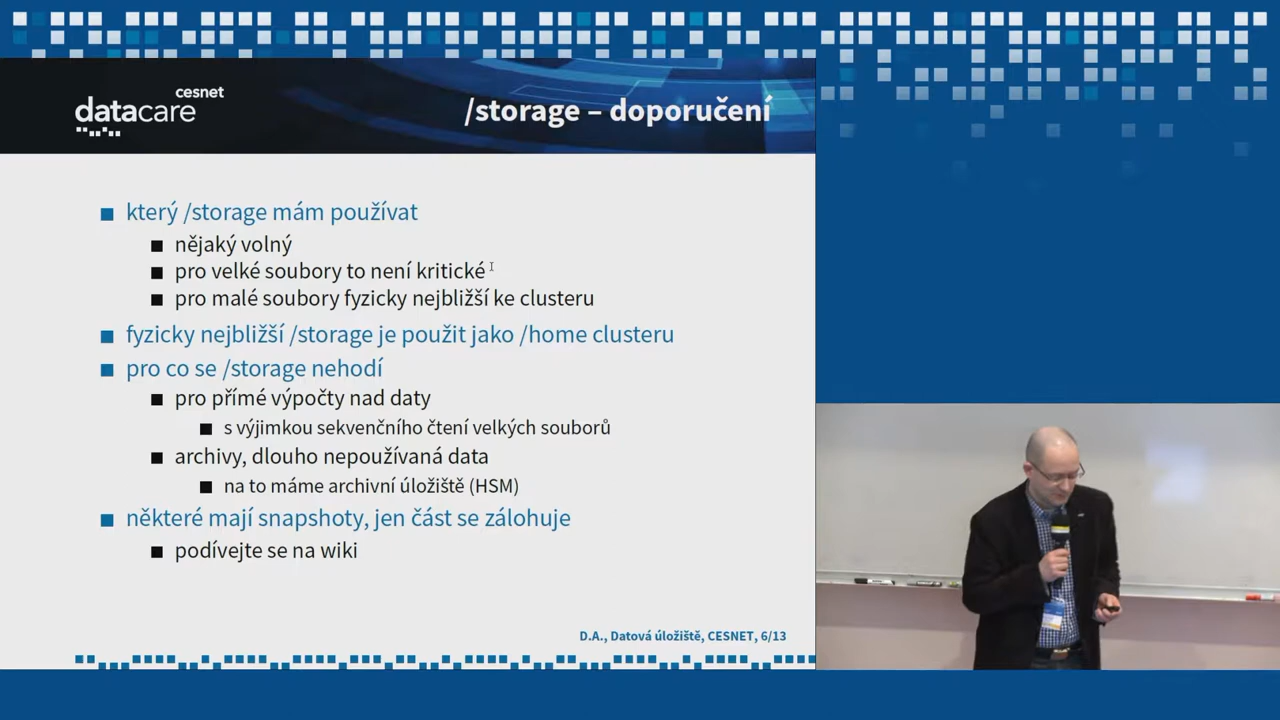 cesnet
datacare
/storage – doporučení
který /storage mám používat
nějaký volný
pro velké soubory to není kritické
pro malé soubory fyzicky nejbližší ke clusteru
fyzicky nejbližší /storage je použit jako /home clusteru
pro co se /storage nehodí
pro přímé výpočty nad daty
s výjimkou sekvenčního čtení velkých souborů
archivy, dlouho nepoužívaná data
na to máme archivní úložiště (HSM)
některé mají snapshoty, jen část se zálohuje
podívejte se na wiki
D.A., Datová úložiště, CESNET, 6/13